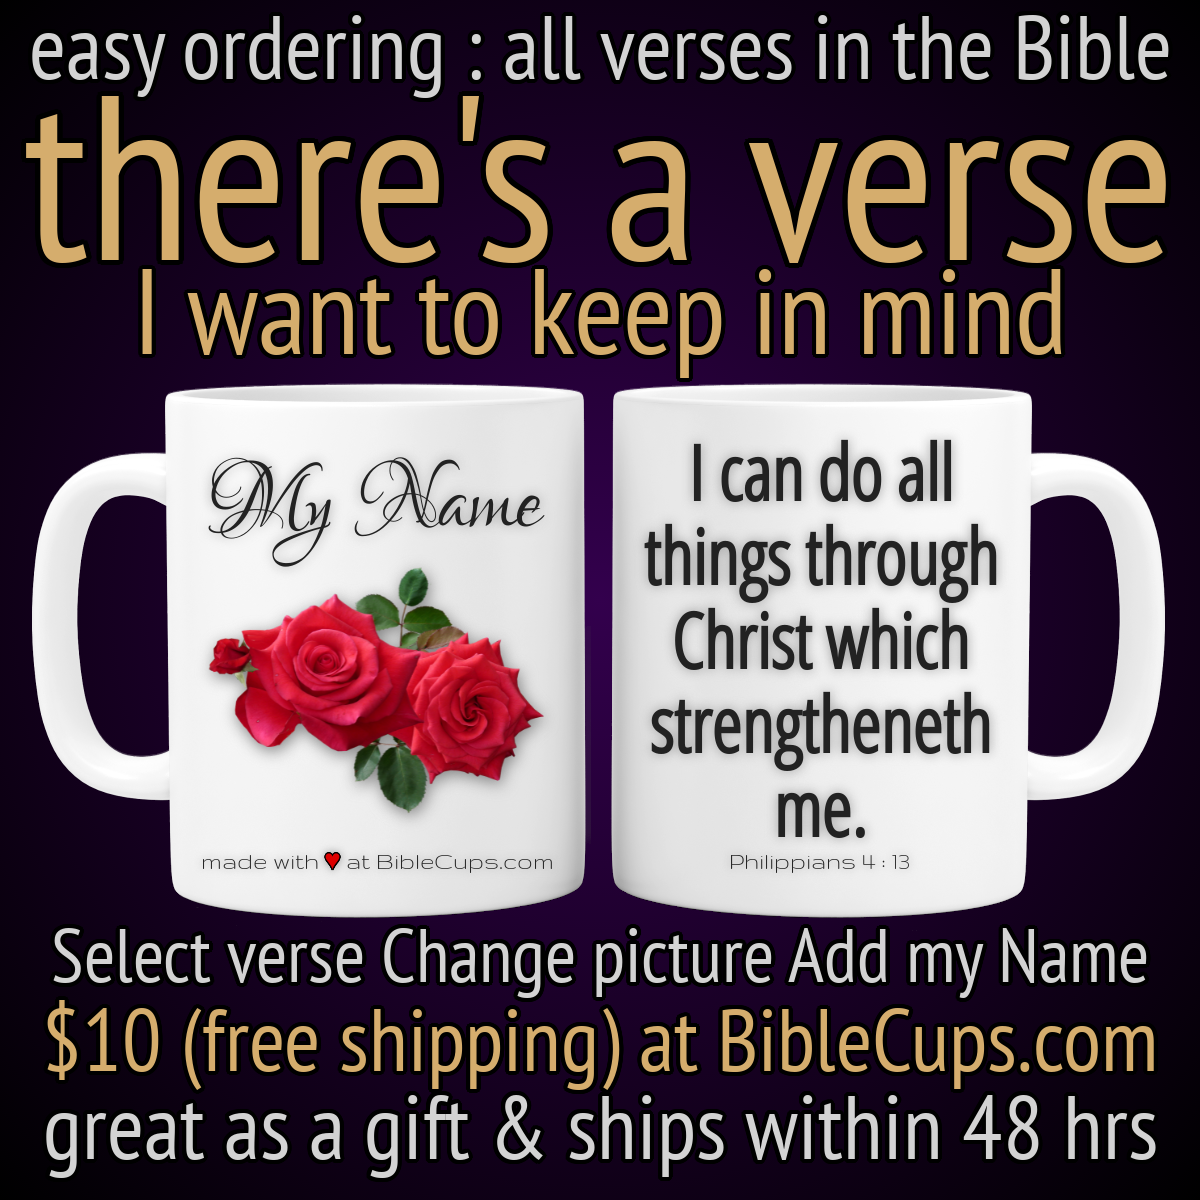 easy ordering : all verses in the Bible
there's a verse
I want to keep in mind
My Name
made with ♥ at BibleCups.com
I can do all
things through
Christ which
strengtheneth
me.
Philippians 4 : 13
Select verse Change picture Add my Name
$10 (free shipping) at BibleCups.com
great as a gift & ships within 48 hrs